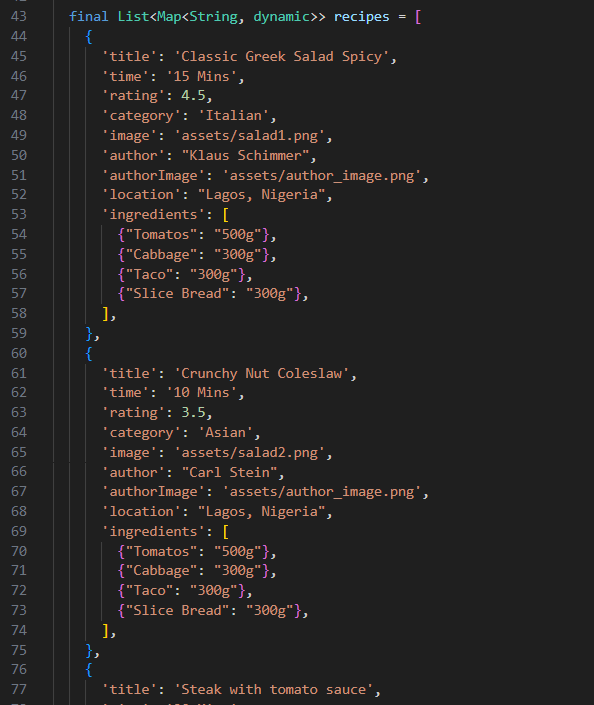 43 final List<Map<String, dynamic>> recipes = [
44 {
45 'title': 'Classic Greek Salad Spicy',
46 'time': '15 Mins',
47 'rating': 4.5,
48 'category': 'Italian',
49 'image': 'assets/salad1.png',
50 'author': "Klaus Schimmer",
51 'authorImage': 'assets/author_image.png',
52 'location': "Lagos, Nigeria",
53 'ingredients': [
54 {"Tomatos": "500g"},
55 {"Cabbage": "300g"},
56 {"Taco": "300g"},
57 {"Slice Bread": "300g"},
58 ],
59 },
60 {
61 'title': 'Crunchy Nut Coleslaw',
62 'time': '10 Mins',
63 'rating': 3.5,
64 'category': 'Asian',
65 'image': 'assets/salad2.png',
66 'author': "Carl Stein",
67 'authorImage': 'assets/author_image.png',
68 'location': "Lagos, Nigeria",
69 'ingredients': [
70 {"Tomatos": "500g"},
71 {"Cabbage": "300g"},
72 {"Taco": "300g"},
73 {"Slice Bread": "300g"},
74 ],
75 },
76 {
77 'title': 'Steak with tomato sauce',